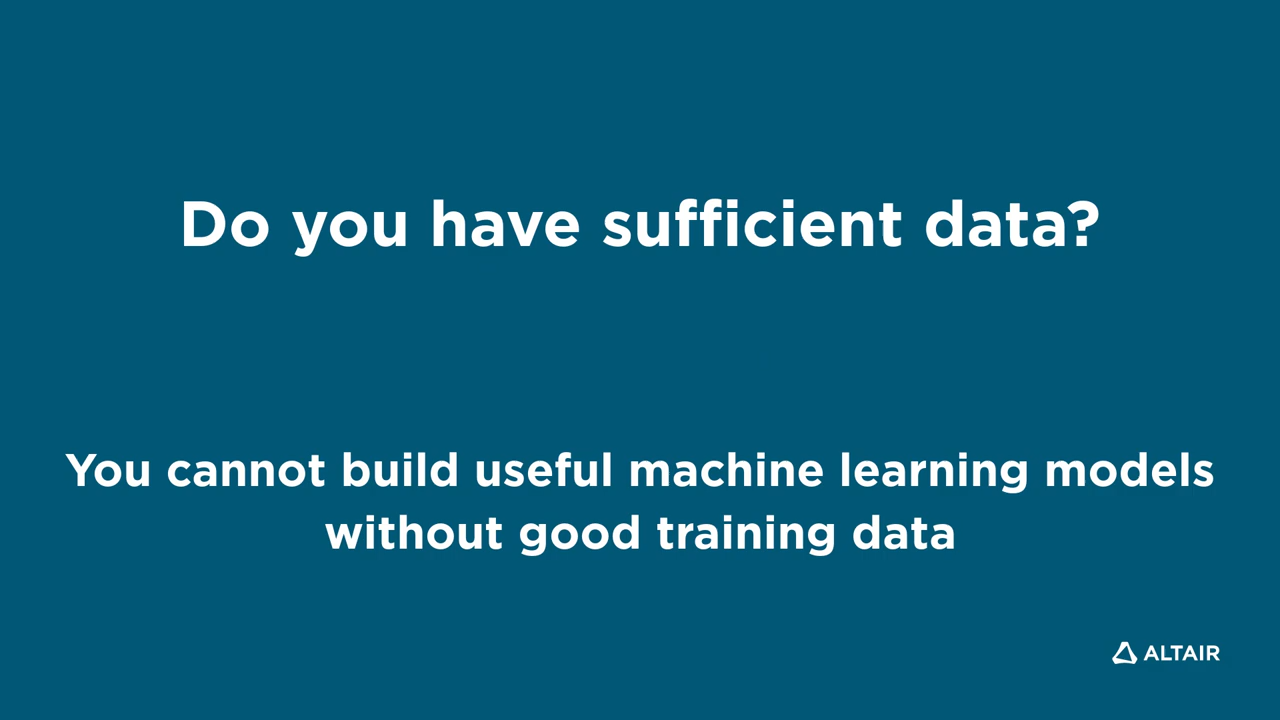 Do you have sufficient data?
You cannot build useful machine learning models
without good training data
ALTAIR